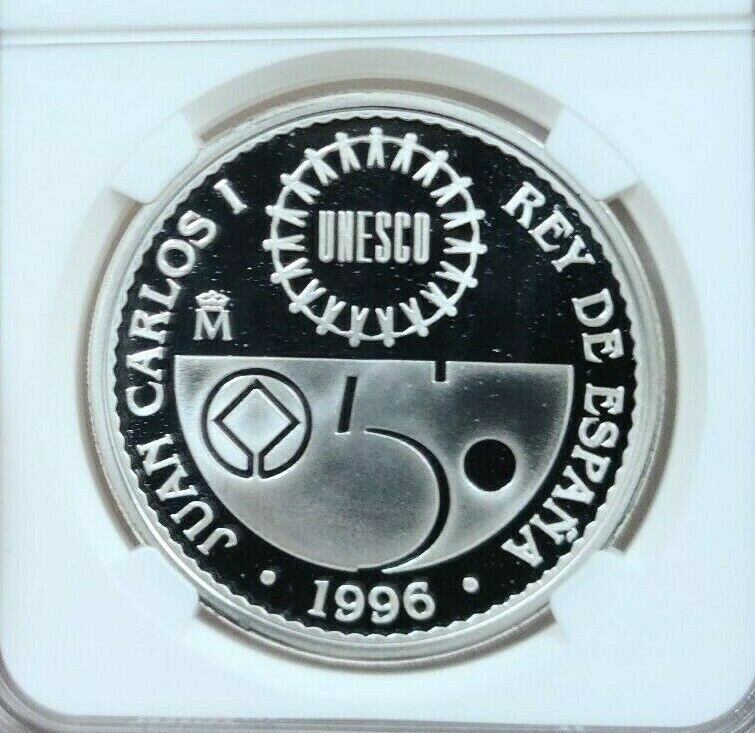 JUAN CARLOS I
REY DE ESPAÑA
UNESCO
M
50
· 1996 ·